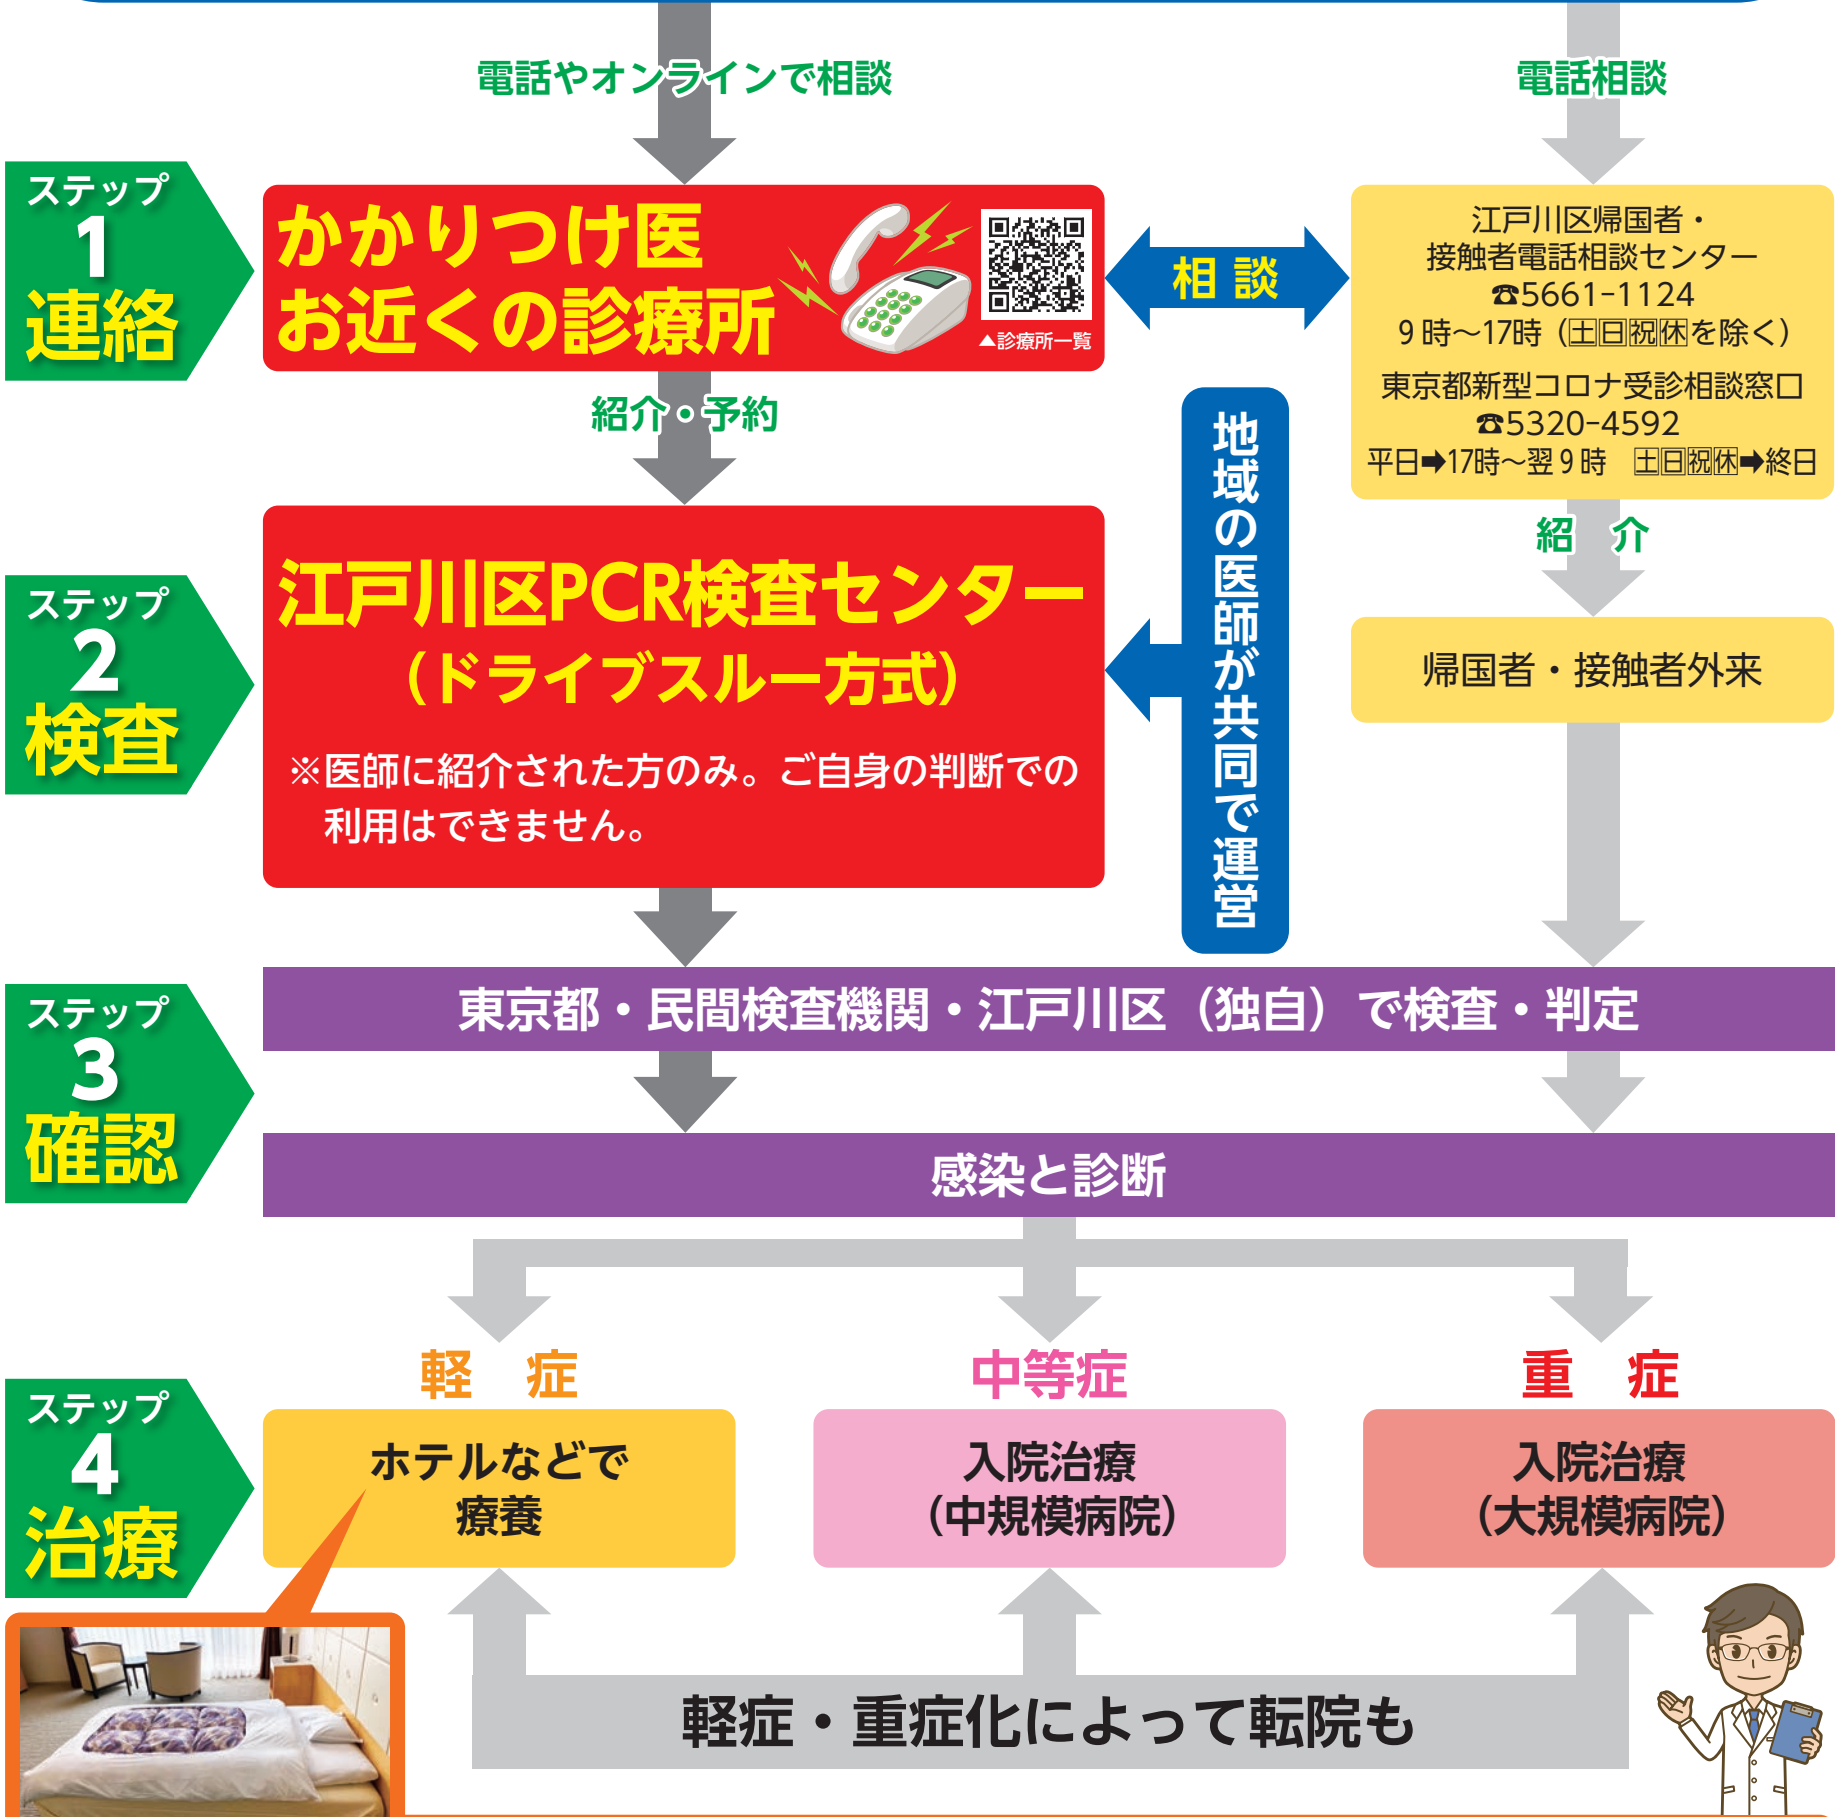 電話やオンラインで相談
電話相談
ステップ
1
連絡
かかりつけ医
お近くの診療所
▲診療所一覧
相 談
江戸川区帰国者・
接触者電話相談センター
☎5661-1124
9時〜17時（土日祝休を除く）
東京都新型コロナ受診相談窓口
☎5320-4592
平日➡17時〜翌9時　土日祝休➡終日
紹介・予約
紹　介
地域の医師が共同で運営
ステップ
2
検査
江戸川区PCR検査センター
（ドライブスルー方式）
※医師に紹介された方のみ。ご自身の判断での
利用はできません。
帰国者・接触者外来
ステップ
3
確認
東京都・民間検査機関・江戸川区（独自）で検査・判定
感染と診断
ステップ
4
治療
軽　症
ホテルなどで
療養
中等症
入院治療
（中規模病院）
重　症
入院治療
（大規模病院）
軽症・重症化によって転院も